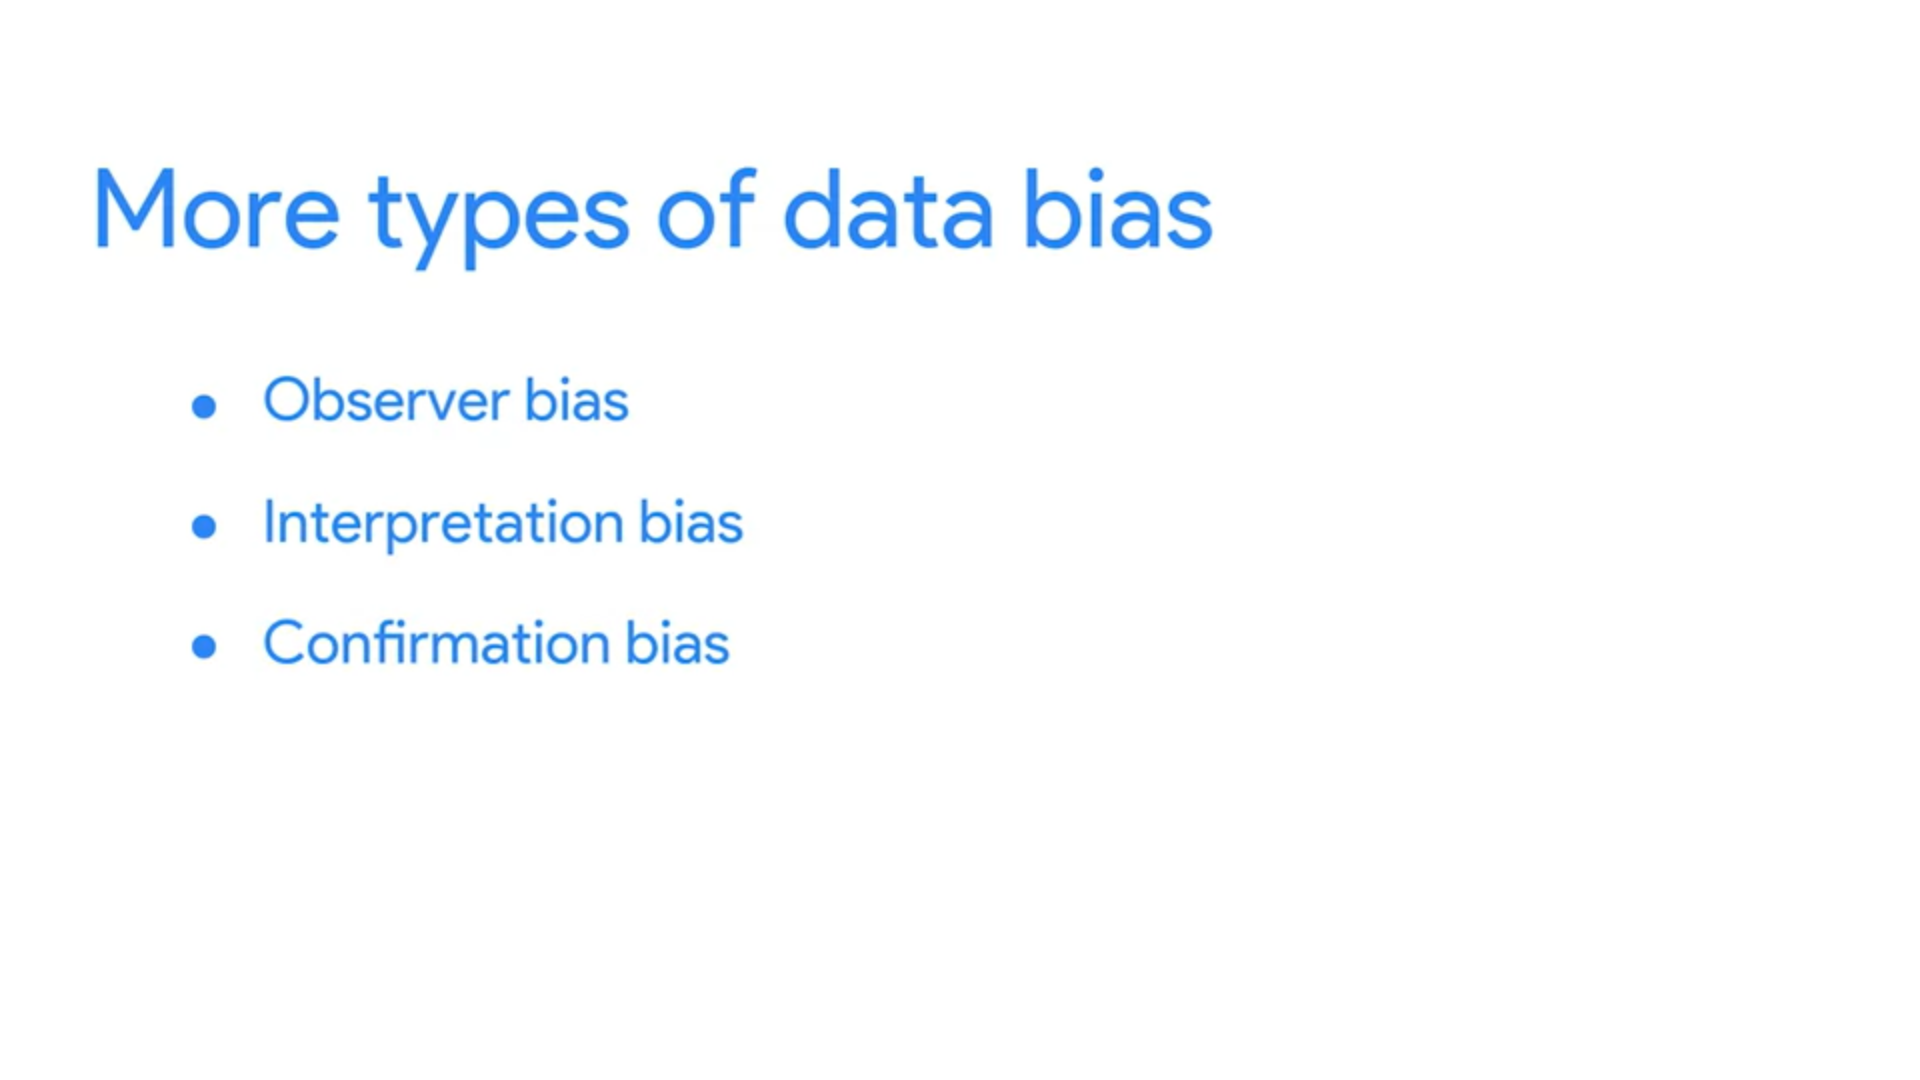 More types of data bias
● Observer bias
● Interpretation bias
● Confirmation bias